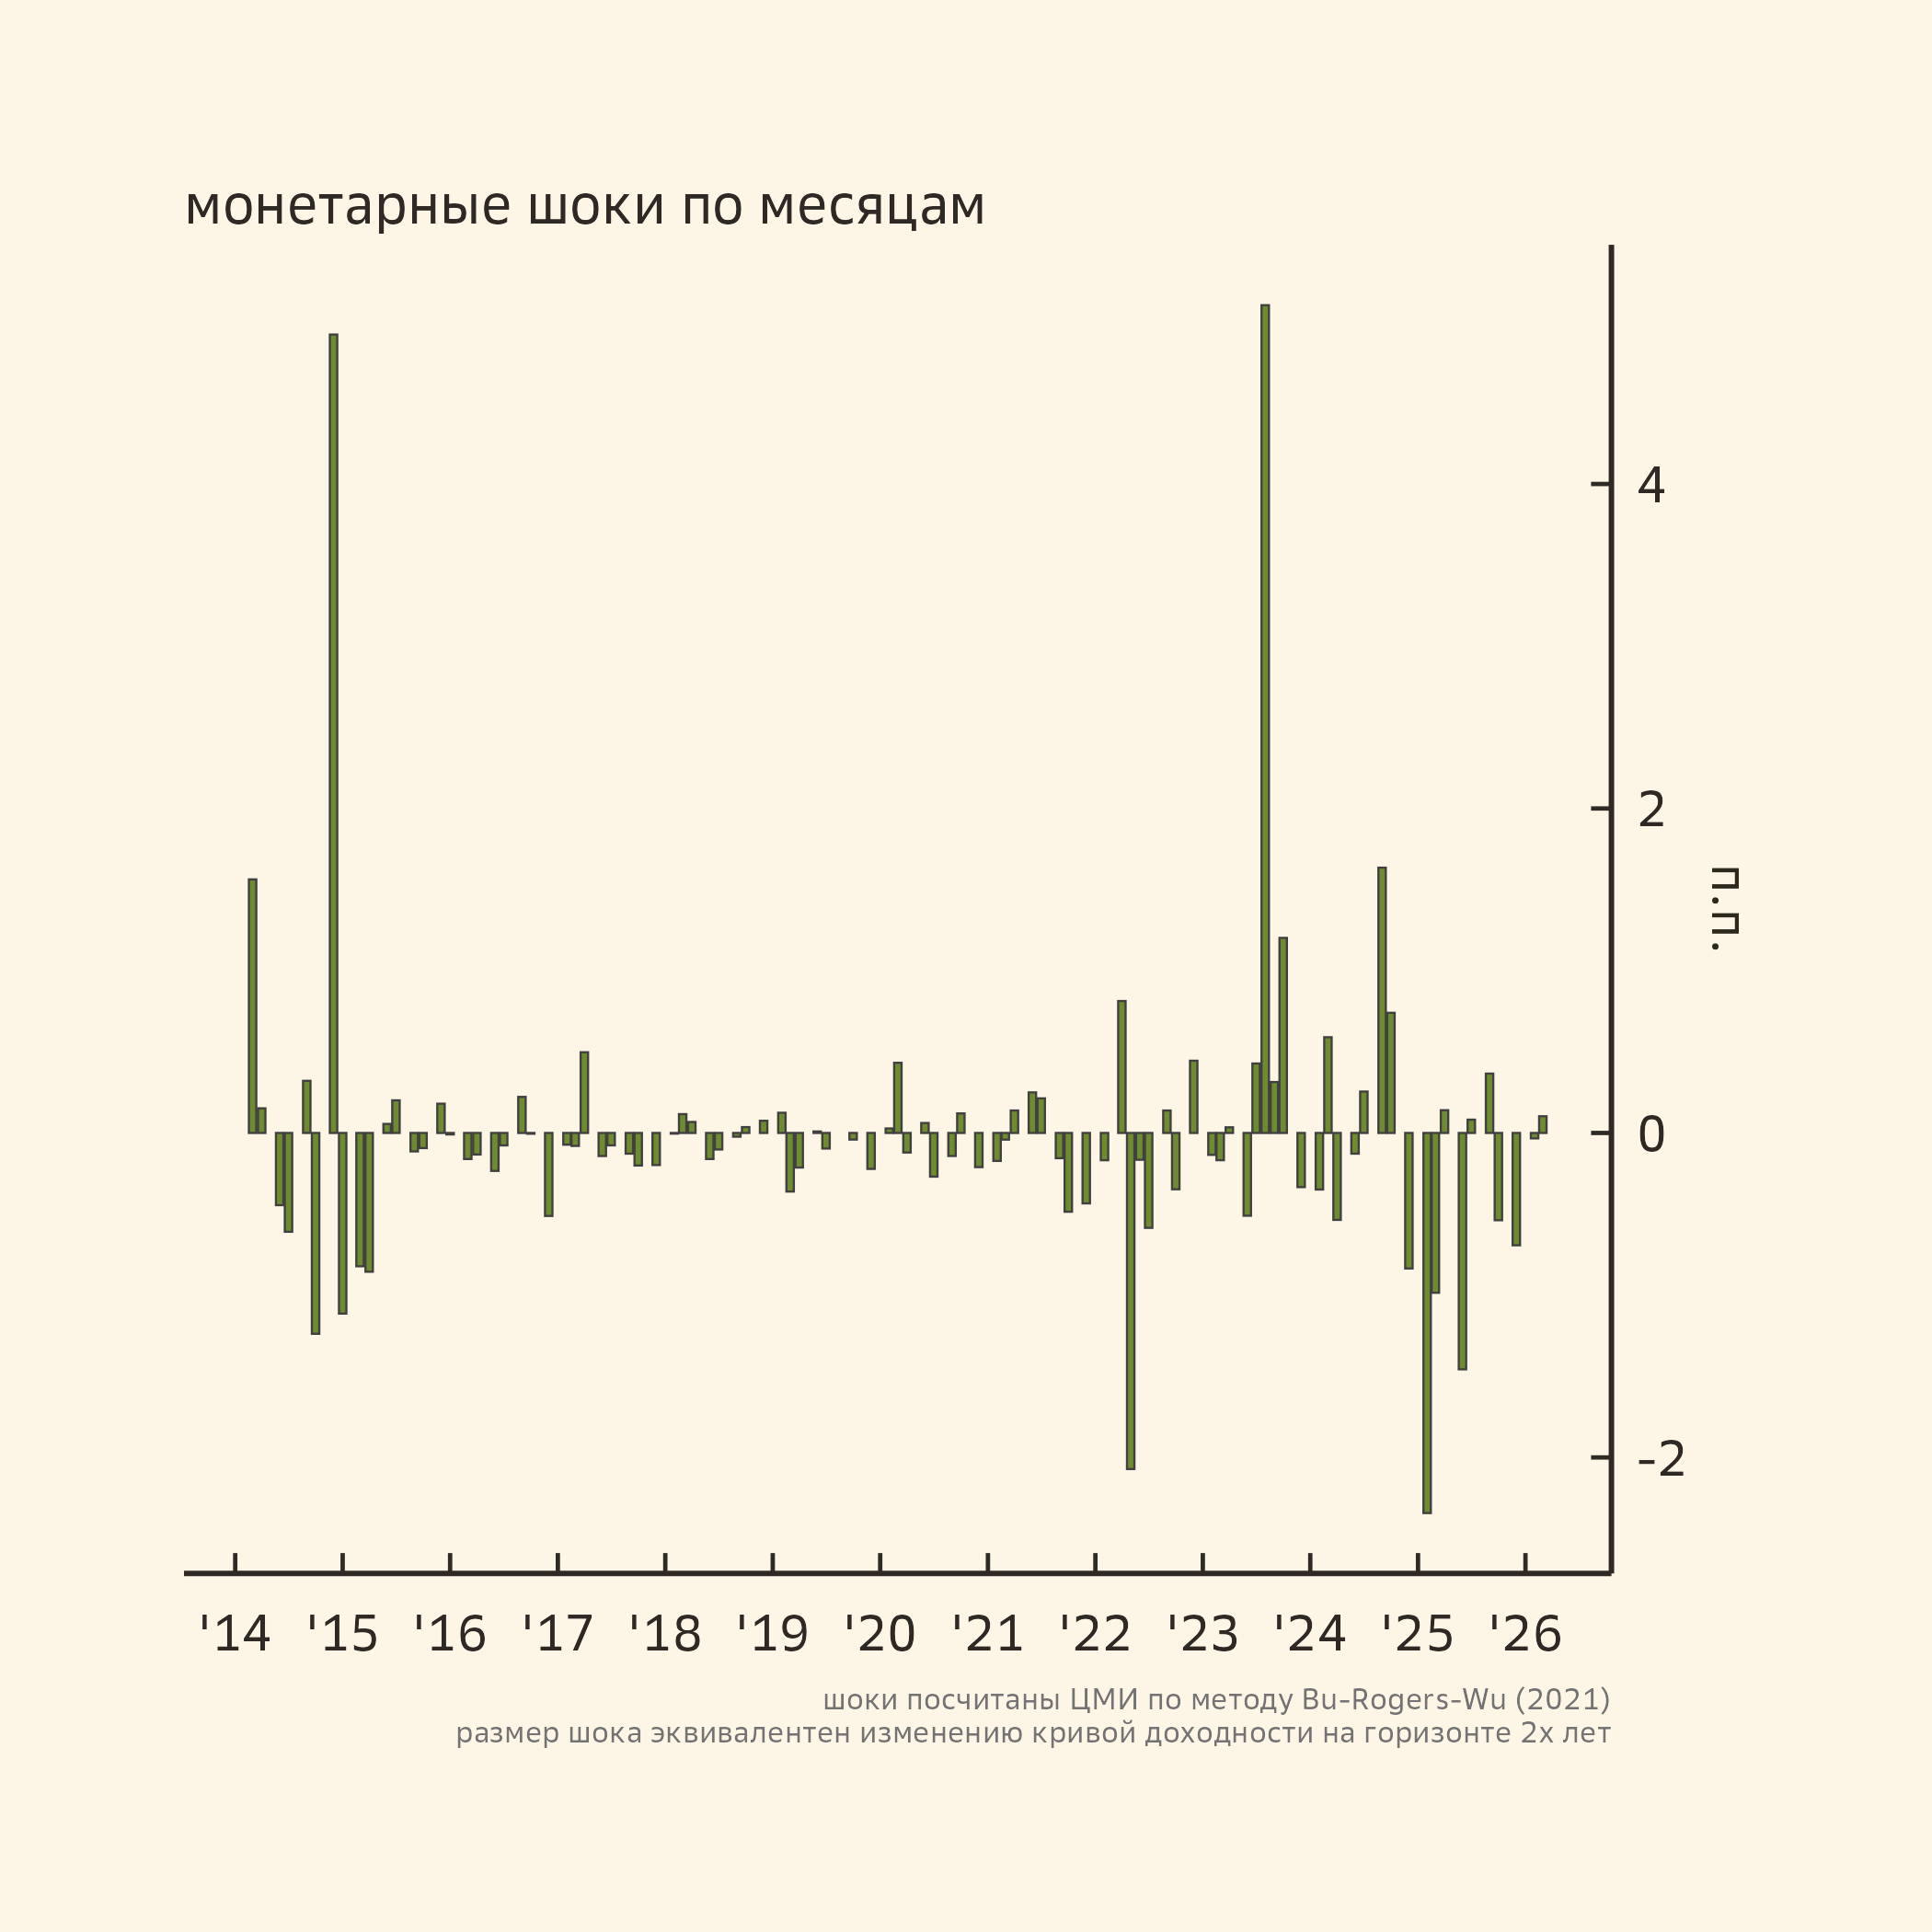 монетарные шоки по месяцам
4
2
0
-2
п.п.
'14 '15 '16 '17 '18 '19 '20 '21 '22 '23 '24 '25 '26
шоки посчитаны ЦМИ по методу Bu-Rogers-Wu (2021)
размер шока эквивалентен изменению кривой доходности на горизонте 2х лет